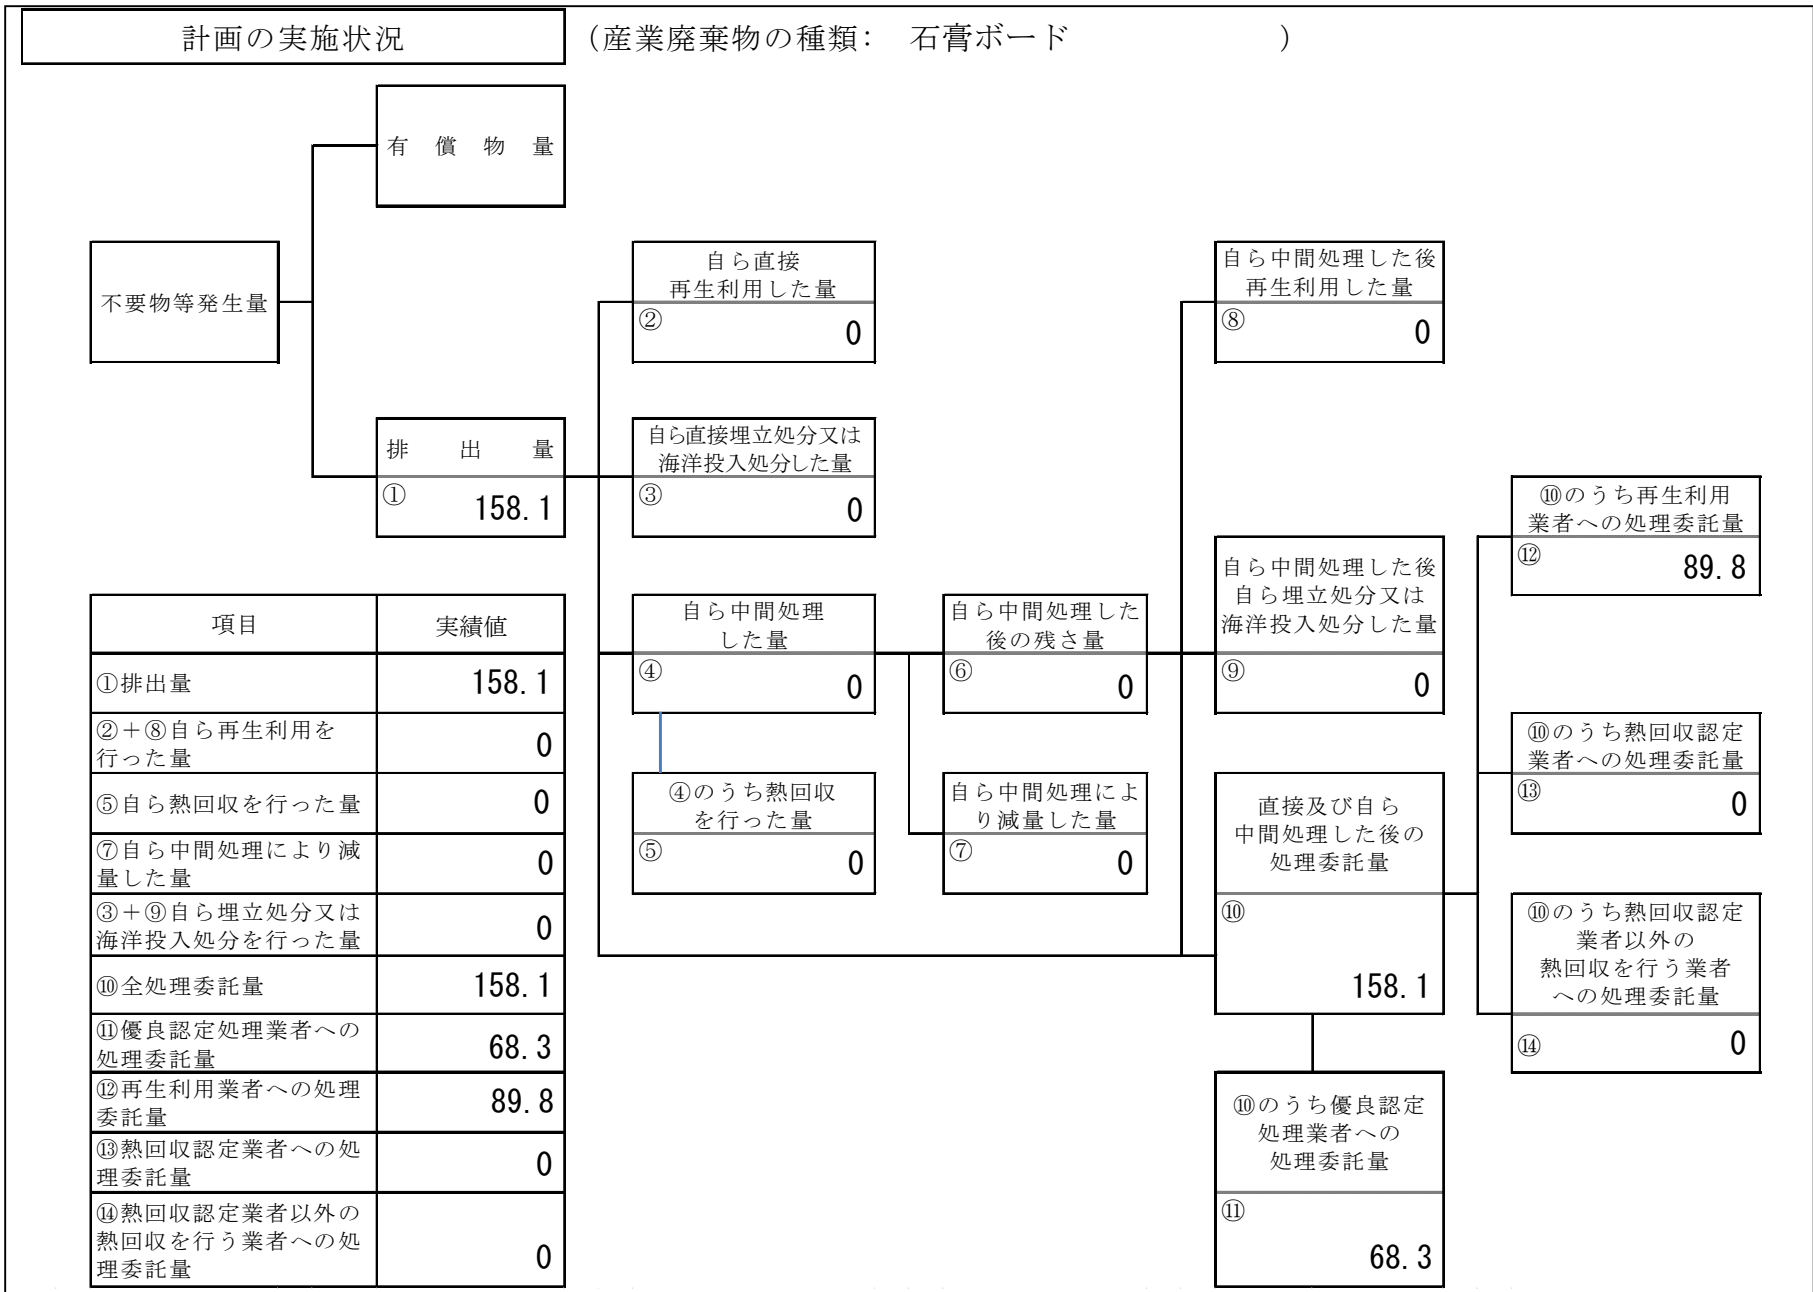 計画の実施状況
（産業廃棄物の種類： 石膏ボード ）
有償物量
不要物等発生量
排出量
① 158.1
自ら直接
再生利用した量
② 0
自ら直接埋立処分又は
海洋投入処分した量
③ 0
自ら中間処理
した量
④ 0
④のうち熱回収
を行った量
⑤ 0
自ら中間処理した
後の残さ量
⑥ 0
自ら中間処理によ
り減量した量
⑦ 0
自ら中間処理した後
再生利用した量
⑧ 0
自ら中間処理した後
自ら埋立処分又は
海洋投入処分した量
⑨ 0
直接及び自ら
中間処理した後の
処理委託量
⑩
158.1
⑩のうち優良認定
処理業者への
処理委託量
⑪
68.3
⑩のうち再生利用
業者への処理委託量
⑫ 89.8
⑩のうち熱回収認定
業者への処理委託量
⑬ 0
⑩のうち熱回収認定
業者以外の
熱回収を行う業者
への処理委託量
⑭ 0
項目 実績値
①排出量 158.1
②＋⑧自ら再生利用を
行った量 0
⑤自ら熱回収を行った量 0
⑦自ら中間処理により減
量した量 0
③＋⑨自ら埋立処分又は
海洋投入処分を行った量 0
⑩全処理委託量 158.1
⑪優良認定処理業者への
処理委託量 68.3
⑫再生利用業者への処理
委託量 89.8
⑬熱回収認定業者への処
理委託量 0
⑭熱回収認定業者以外の
熱回収を行う業者への処
理委託量 0